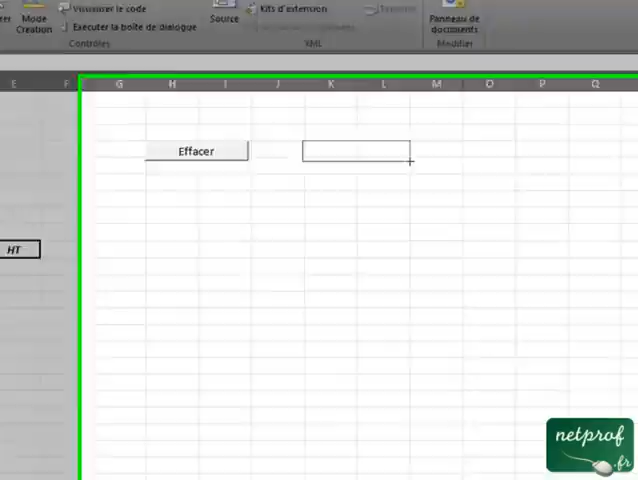 Visualiser le code
Kits d'extension
Mode
Création
Exécuter la boîte de dialogue
Source
Panneau de
documents
Contrôles
XML
Modifier
E F G H I J K L M O P Q
Effacer
HT
netprof
.fr